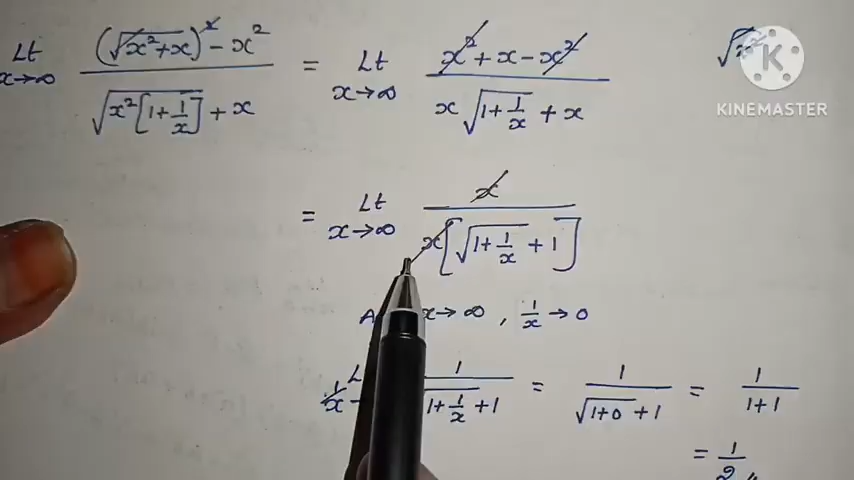 Lt x→∞ (√(x²+x))² - x² / √(x²[1+1/x]) + x = Lt x→∞ x² + x - x² / x√(1+1/x) + x
K
KINEMASTER
= Lt x→∞ x / x[√(1+1/x) + 1]
x→∞ , 1/x → 0
1 / √(1+1/x) + 1 = 1 / √(1+0) + 1 = 1 / 1+1
= 1/2